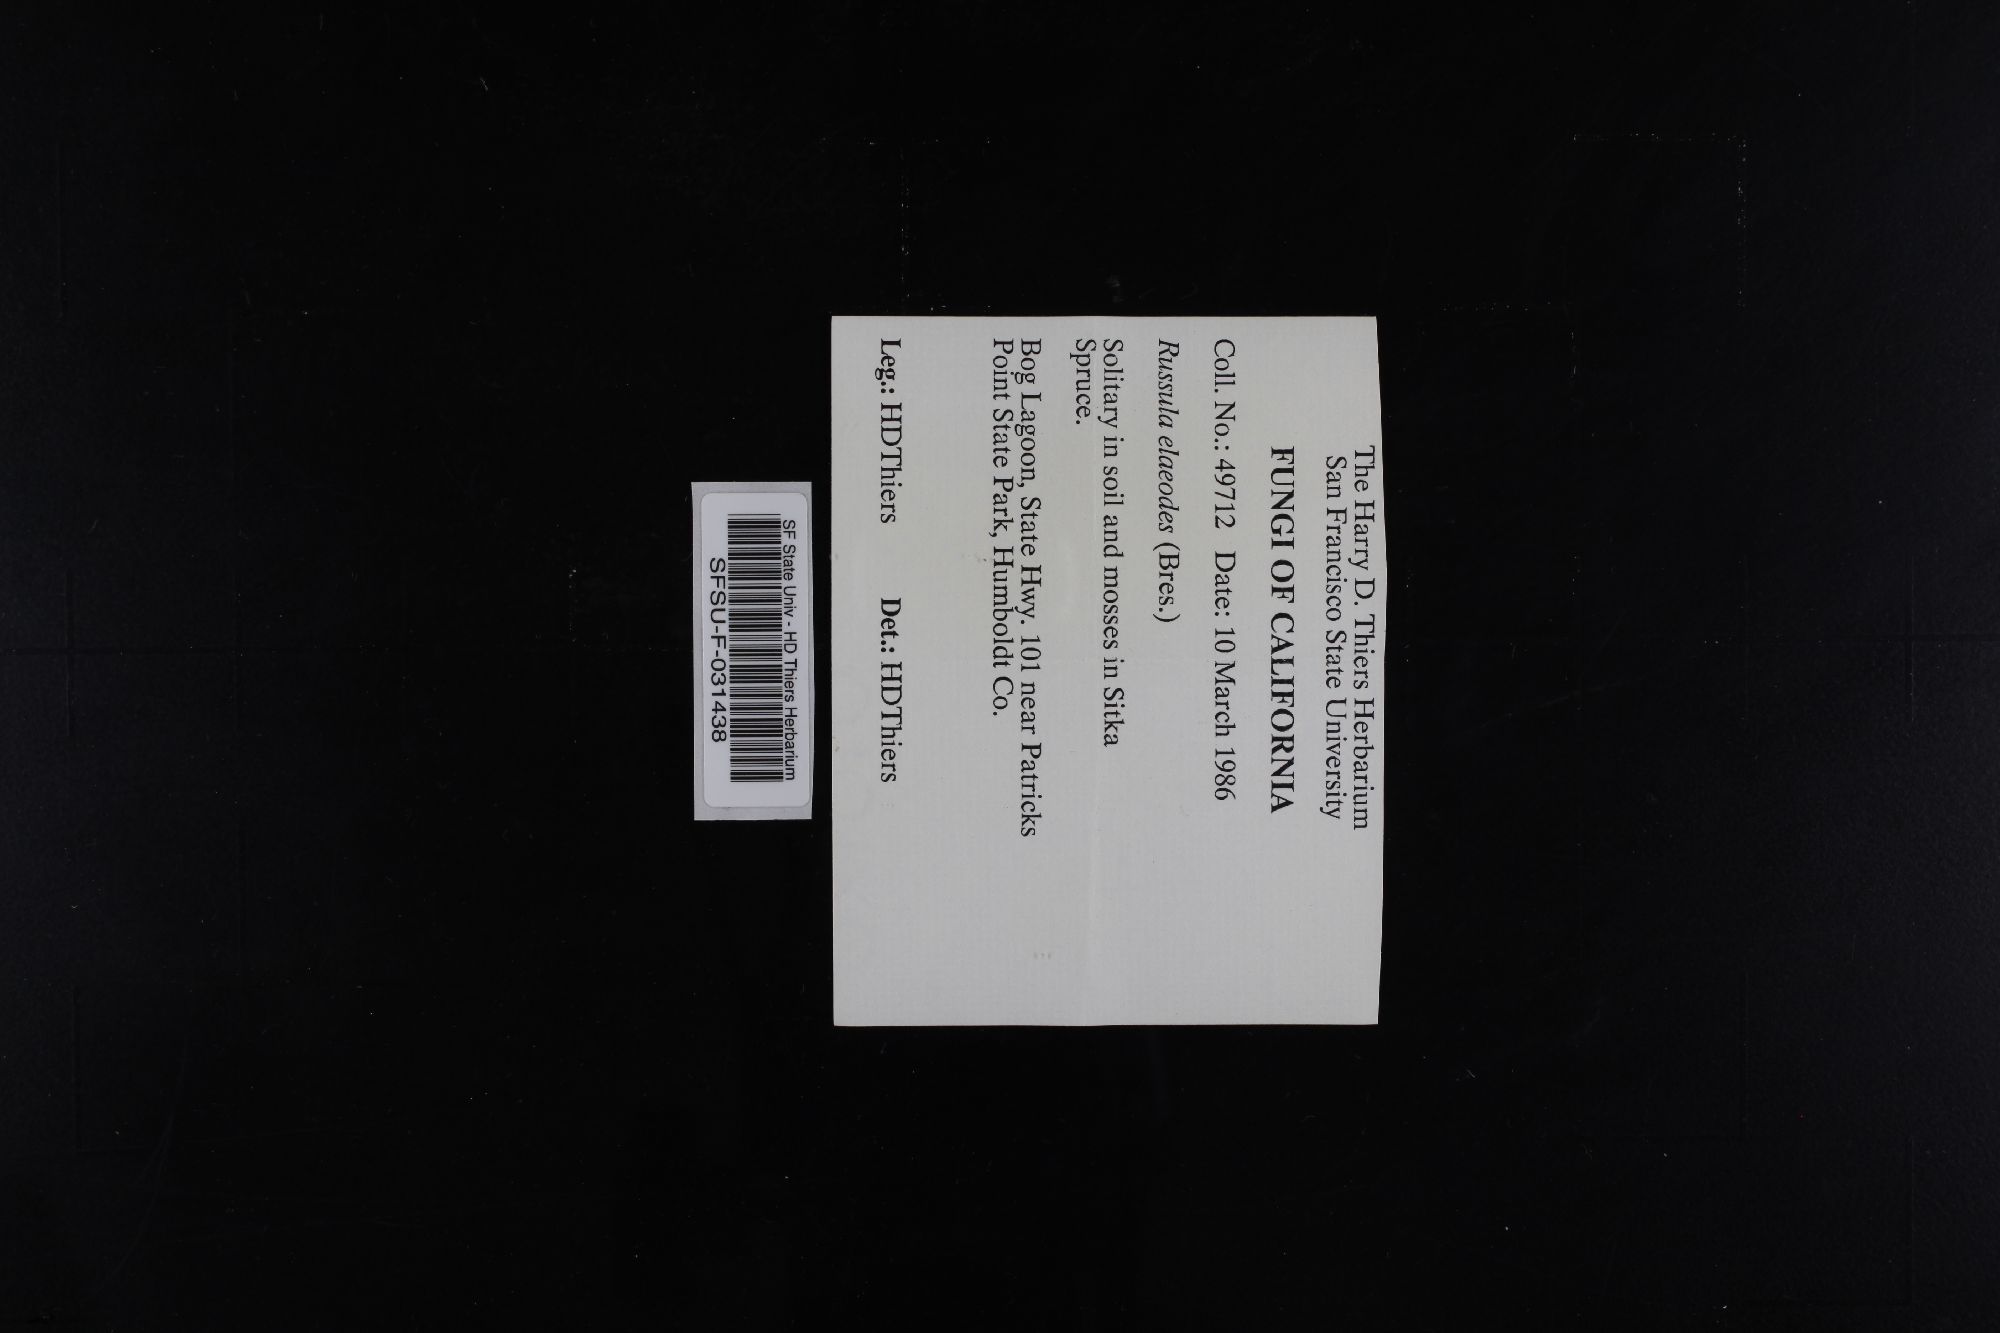 The Harry D. Thiers Herbarium
San Francisco State University
FUNGI OF CALIFORNIA
Coll. No.: 49712 Date: 10 March 1986
Russula elaeodes (Bres.)
Solitary in soil and mosses in Sitka
Spruce.
Bog Lagoon, State Hwy. 101 near Patricks
Point State Park, Humboldt Co.
Leg.: HDThiers Det.: HDThiers
SF State Univ - HD Thiers Herbarium
SFSU-F-031438